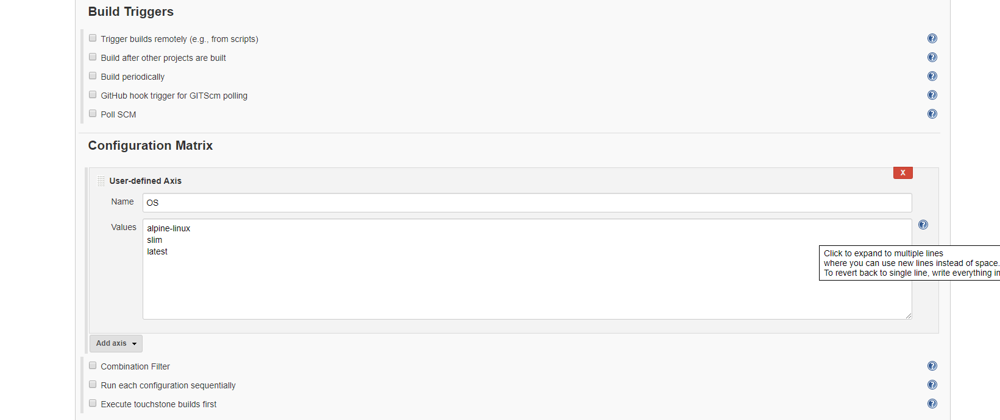 Build Triggers
Trigger builds remotely (e.g., from scripts)
Build after other projects are built
Build periodically
GitHub hook trigger for GITScm polling
Poll SCM
Configuration Matrix
X
User-defined Axis
Name
OS
Values
alpine-linux
slim
latest
Click to expand to multiple lines
where you can use new lines instead of space.
To revert back to single line, write everything in
Add axis
Combination Filter
Run each configuration sequentially
Execute touchstone builds first